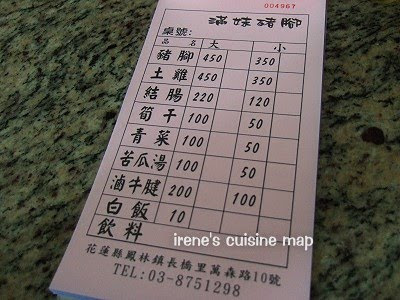 004967
滿妹豬腳
桌號:
品名 大 小
豬腳 450 350
土雞 450 350
結腸 220 120
筍干 100 50
青菜 100 50
苦瓜湯 100 50
滷牛腱 200 100
白飯 10
飲料
花蓮縣鳳林鎮長橋里萬森路10號
TEL:03-8751298
irene's cuisine map